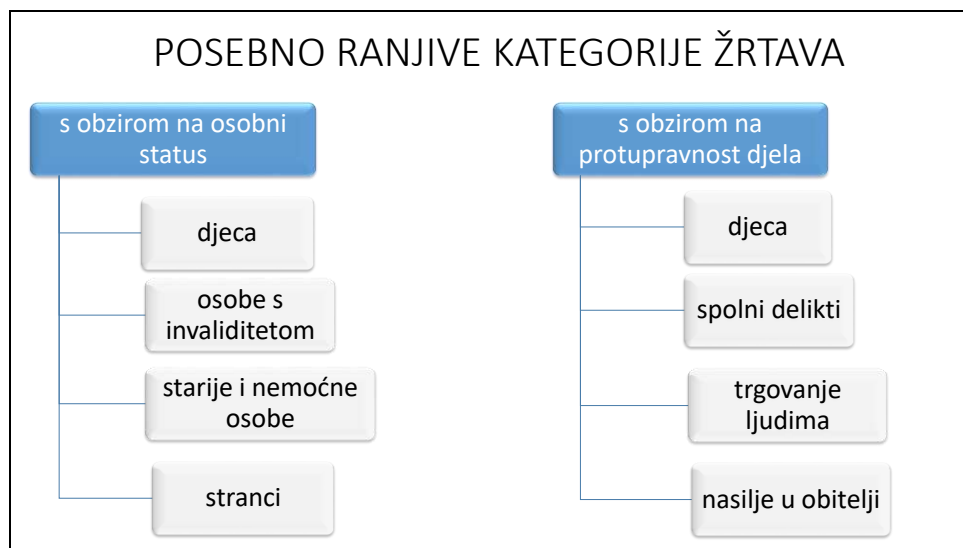 POSEBNO RANJIVE KATEGORIJE ŽRTAVA
s obzirom na osobni
status
djeca
osobe s
invaliditetom
starije i nemoćne
osobe
stranci
s obzirom na
protupravnost djela
djeca
spolni delikti
trgovanje
ljudima
nasilje u obitelji